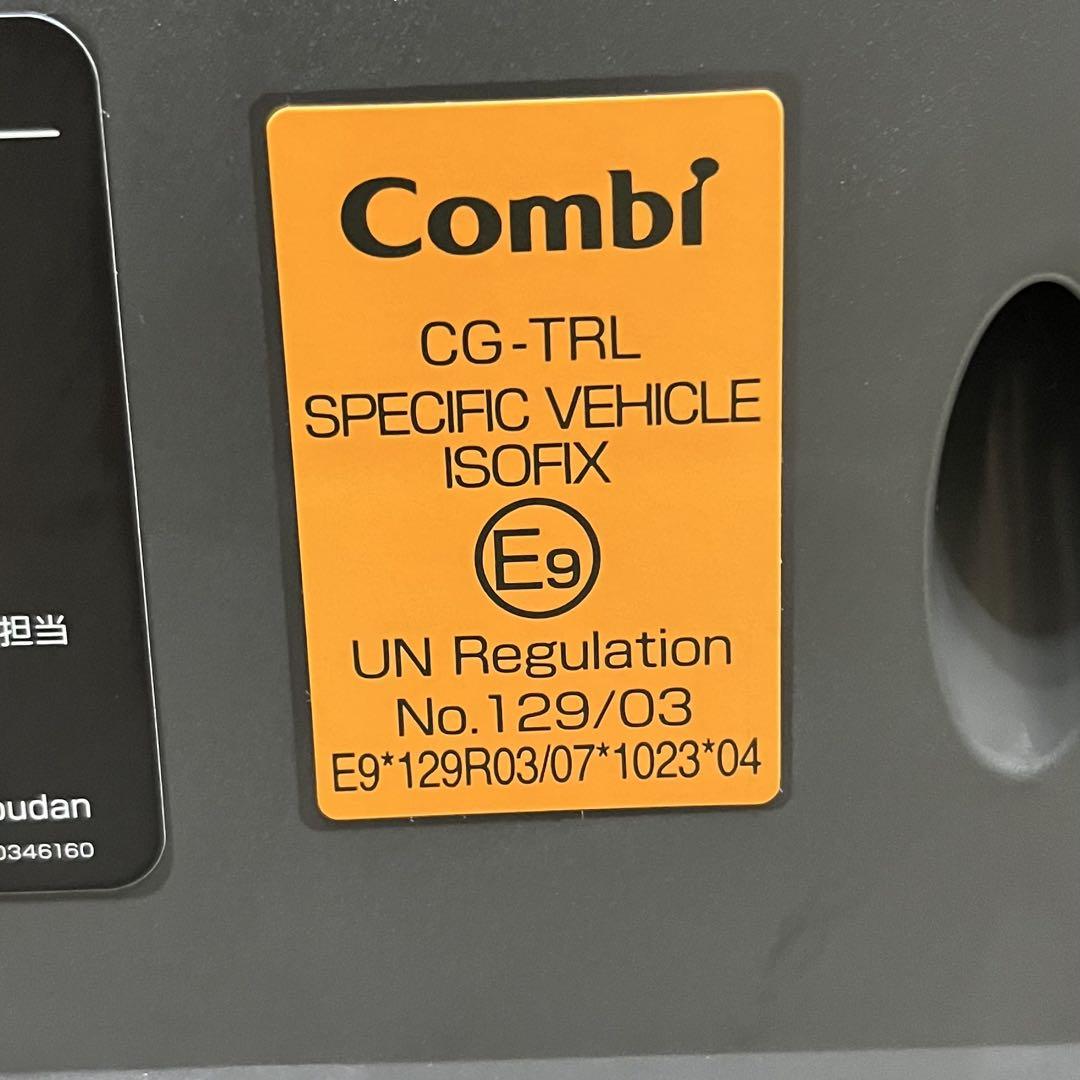 Combi
CG-TRL
SPECIFIC VEHICLE
ISOFIX
E9
UN Regulation
No.129/03
E9*129R03/07*1023*04
担当
oudan
0346160